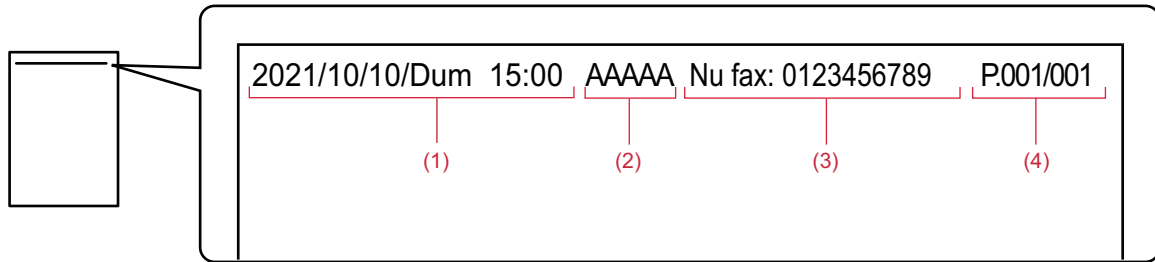 2021/10/10/Dum 15:00 AAAAA Nu fax: 0123456789 P.001/001
(1) (2) (3) (4)